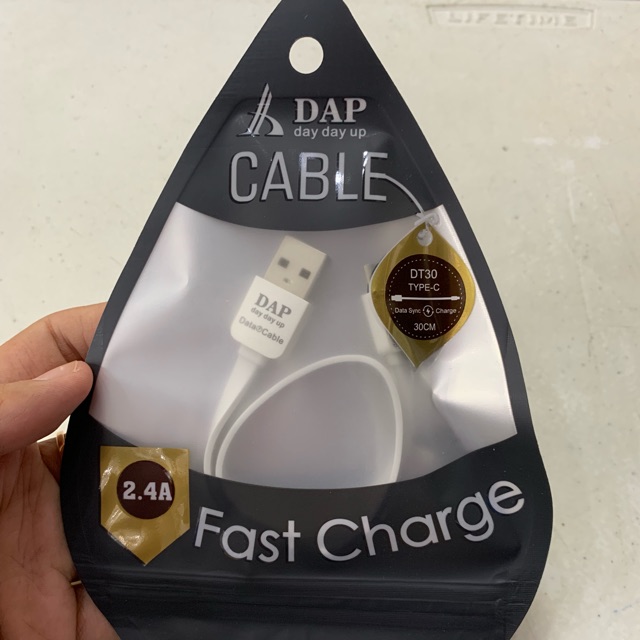 LIFETIME
DAP
day day up
CABLE
DT30
TYPE-C
Data Sync Charge
30CM
DAP
day day up
Data&Cable
2.4A
Fast Charge